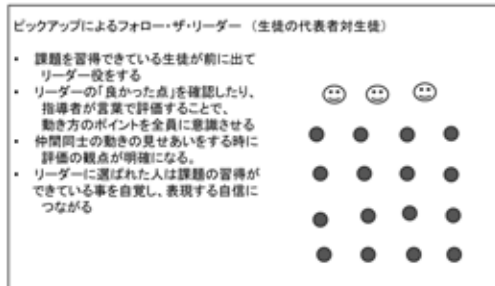 ピックアップによるフォロー・ザ・リーダー （生徒の代表者対生徒）
• 課題を習得できている生徒が前に出て
リーダー役をする
• リーダーの「良かった点」を確認したり、
指導者が言葉で評価することで、
動き方のポイントを全員に意識させる
• 仲間同士の動きの見せあいをする時に
評価の観点が明確になる。
• リーダーに選ばれた人は課題の習得が
できている事を自覚し、表現する自信に
つながる